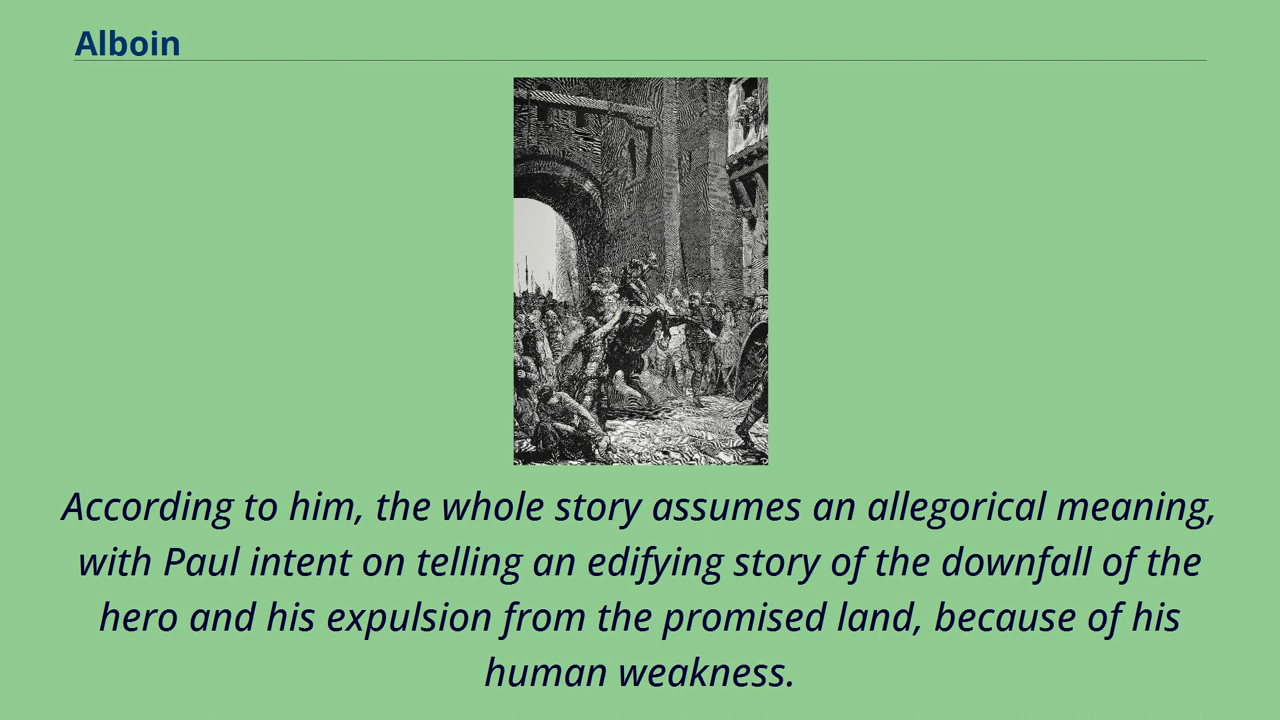 Alboin
According to him, the whole story assumes an allegorical meaning,
with Paul intent on telling an edifying story of the downfall of the
hero and his expulsion from the promised land, because of his
human weakness.